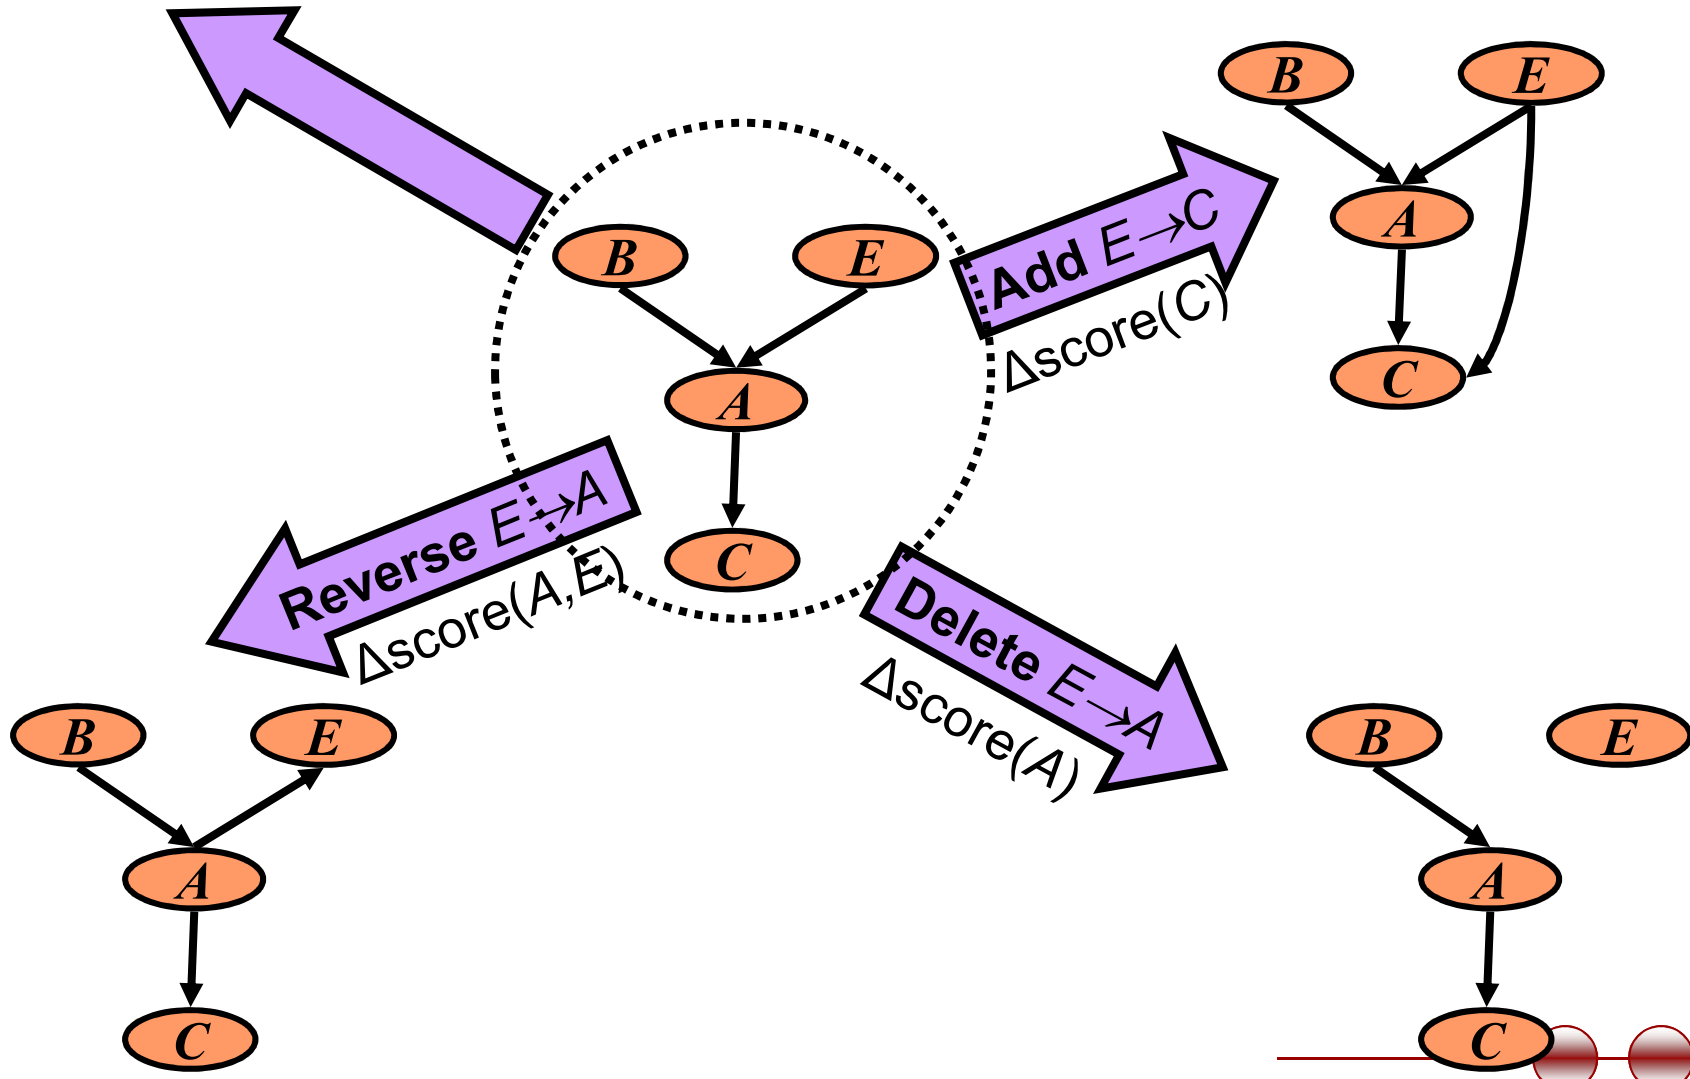 B
E
B
E
Add E→C
Δscore(C)
A
A
C
C
Reverse E→A
Δscore(A,E)
Delete E→A
Δscore(A)
B
E
B
E
A
A
C
C